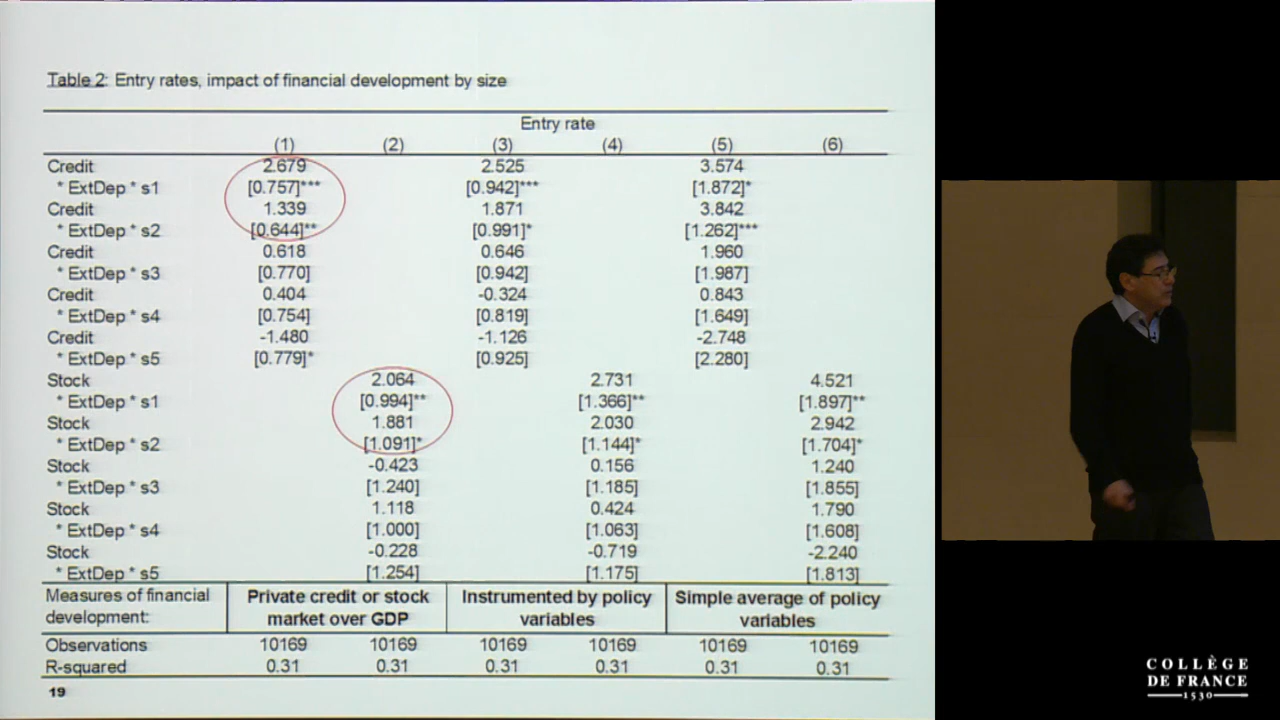 Table 2: Entry rates, impact of financial development by size
Entry rate
(1) (2) (3) (4) (5) (6)
Credit 2.679 2.525 3.574
* ExtDep * s1 [0.757]*** [0.942]*** [1.872]*
Credit 1.339 1.871 3.842
* ExtDep * s2 [0.644]** [0.991]* [1.262]***
Credit 0.618 0.646 1.960
* ExtDep * s3 [0.770] [0.942] [1.987]
Credit 0.404 -0.324 0.843
* ExtDep * s4 [0.754] [0.819] [1.649]
Credit -1.480 -1.126 -2.748
* ExtDep * s5 [0.779]* [0.925] [2.280]
Stock 2.064 2.731 4.521
* ExtDep * s1 [0.994]** [1.366]** [1.897]**
Stock 1.881 2.030 2.942
* ExtDep * s2 [1.091]* [1.144]* [1.704]*
Stock -0.423 0.156 1.240
* ExtDep * s3 [1.240] [1.185] [1.855]
Stock 1.118 0.424 1.790
* ExtDep * s4 [1.000] [1.063] [1.608]
Stock -0.228 -0.719 -2.240
* ExtDep * s5 [1.254] [1.175] [1.813]
Measures of financial Private credit or stock Instrumented by policy Simple average of policy
development: market over GDP variables variables
Observations 10169 10169 10169 10169 10169 10169
R-squared 0.31 0.31 0.31 0.31 0.31 0.31
19
COLLÈGE
DE FRANCE
1530